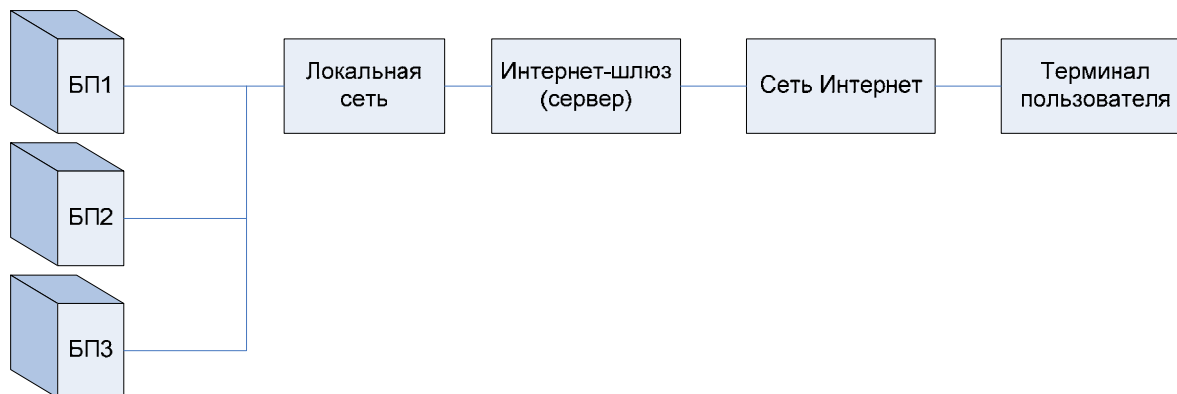 БП1
Локальная
сеть
Интернет-шлюз
(сервер)
Сеть Интернет
Терминал
пользователя
БП2
БП3